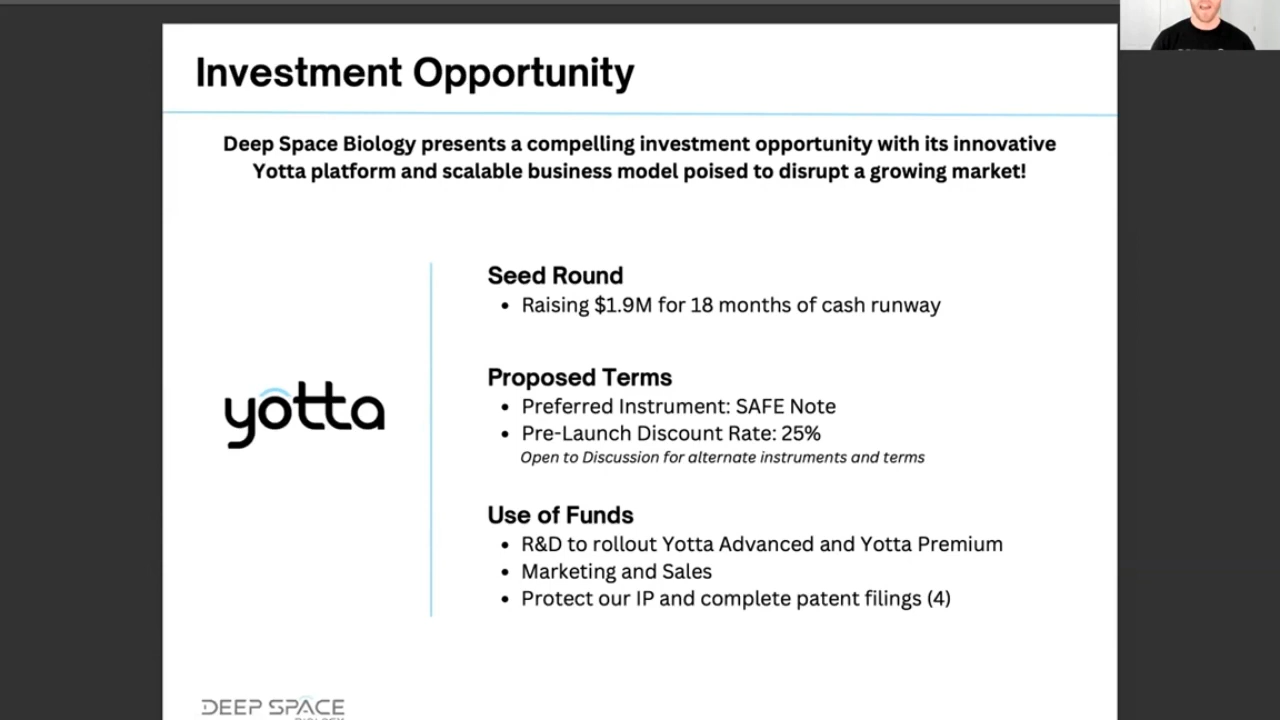 Investment Opportunity
Deep Space Biology presents a compelling investment opportunity with its innovative
Yotta platform and scalable business model poised to disrupt a growing market!
Seed Round
• Raising $1.9M for 18 months of cash runway
yotta
Proposed Terms
• Preferred Instrument: SAFE Note
• Pre-Launch Discount Rate: 25%
Open to Discussion for alternate instruments and terms
Use of Funds
• R&D to rollout Yotta Advanced and Yotta Premium
• Marketing and Sales
• Protect our IP and complete patent filings (4)
DEEP SPACE
BIOLOGY